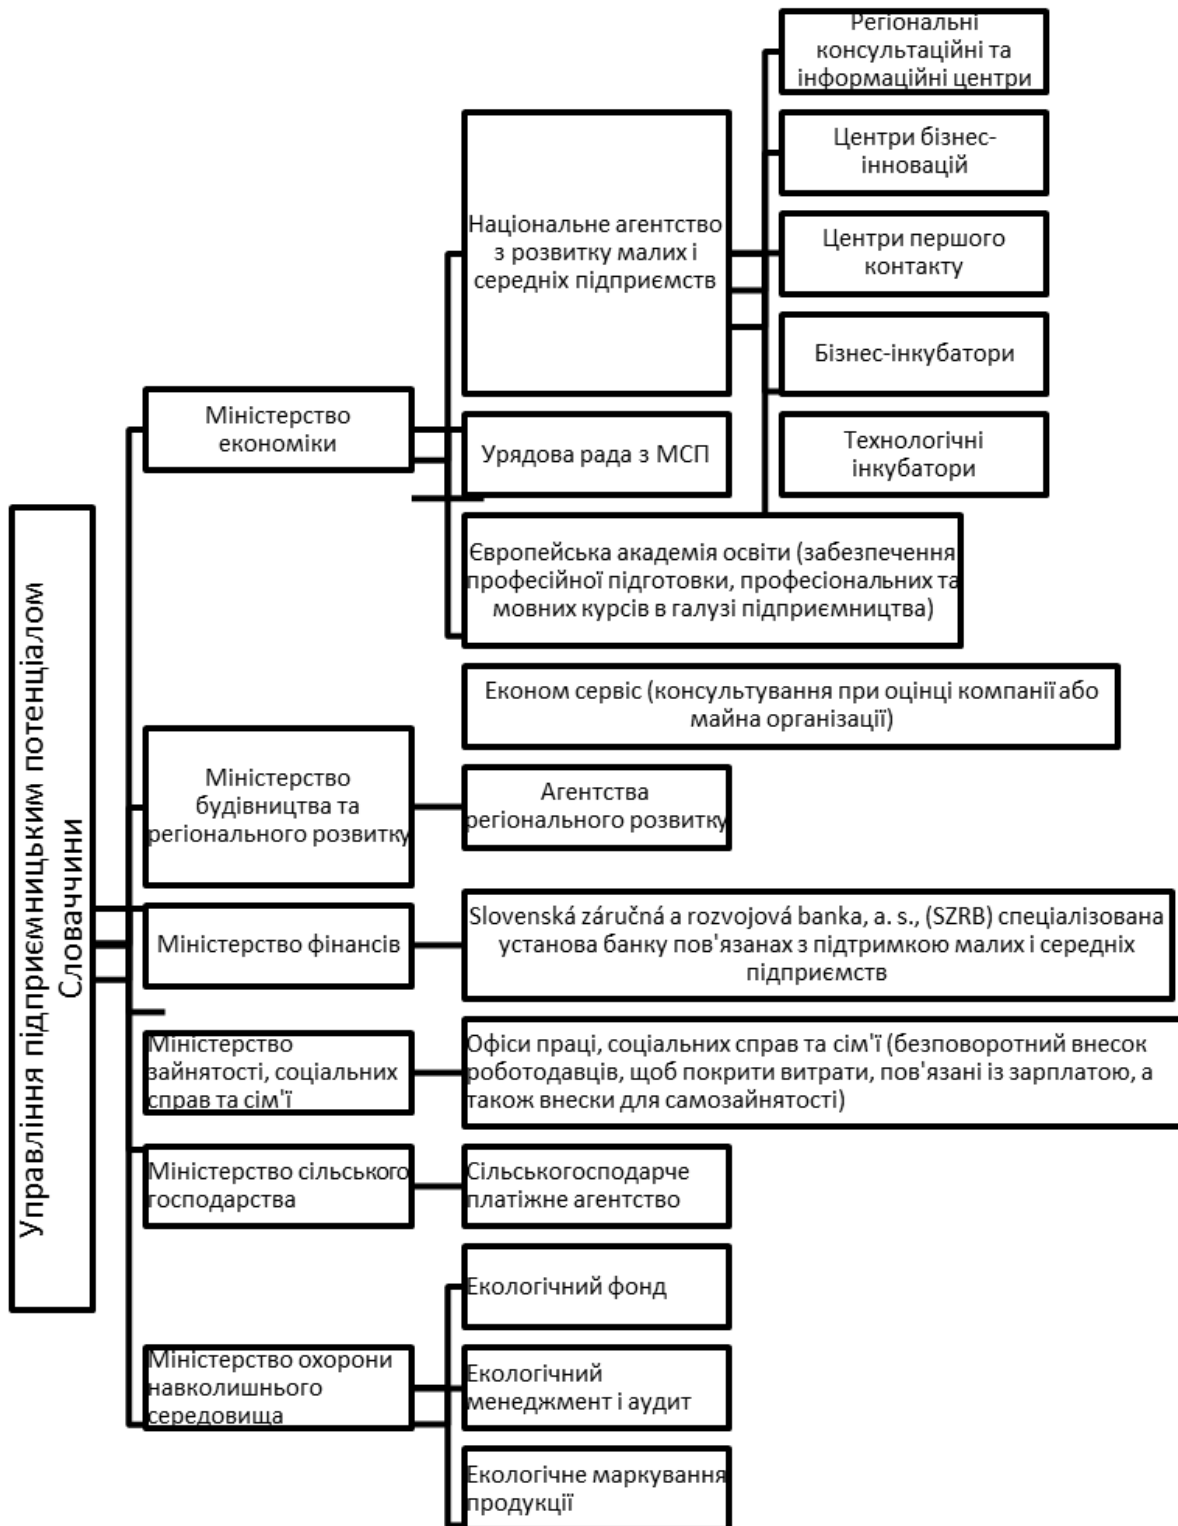 Управління підприємницьким потенціалом
Словаччини
Міністерство
економіки
Національне агентство
з розвитку малих і
середніх підприємств
Регіональні
консультаційні та
інформаційні центри
Центри бізнес-
інновацій
Центри першого
контакту
Бізнес-інкубатори
Технологічні
інкубатори
Урядова рада з МСП
Європейська академія освіти (забезпечення
професійної підготовки, професіональних та
мовних курсів в галузі підприємництва)
Економ сервіс (консультування при оцінці компанії або
майна організації)
Міністерство
будівництва та
регіонального розвитку
Агентства
регіонального розвитку
Міністерство фінансів
Slovenská záručná a rozvojová banka, a. s., (SZRB) спеціалізована
установа банку пов'язанах з підтримкою малих і середніх
підприємств
Міністерство
зайнятості, соціальних
справ та сім'ї
Офіси праці, соціальних справ та сім'ї (безповоротний внесок
роботодавців, щоб покрити витрати, пов'язані із зарплатою, а
також внески для самозайнятості)
Міністерство сільського
господарства
Сільськогосподарче
платіжне агентство
Міністерство охорони
навколишнього
середовища
Екологічний фонд
Екологічний
менеджмент і аудит
Екологічне маркування
продукції